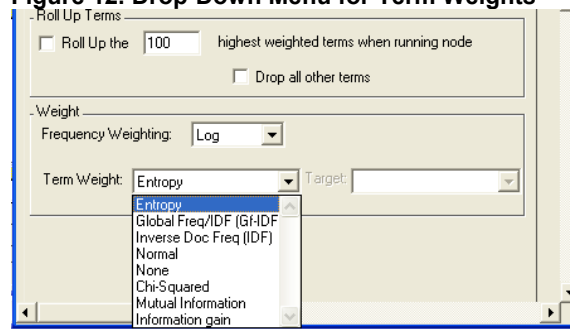 Figure 12. Drop-Down Menu for Term Weights
Roll Up Terms
Roll Up the 100 highest weighted terms when running node
Drop all other terms
Weight
Frequency Weighting: Log
Term Weight: Entropy Target:
Entropy
Global Freq/IDF (Gf-IDF
Inverse Doc Freq (IDF)
Normal
None
Chi-Squared
Mutual Information
Information gain